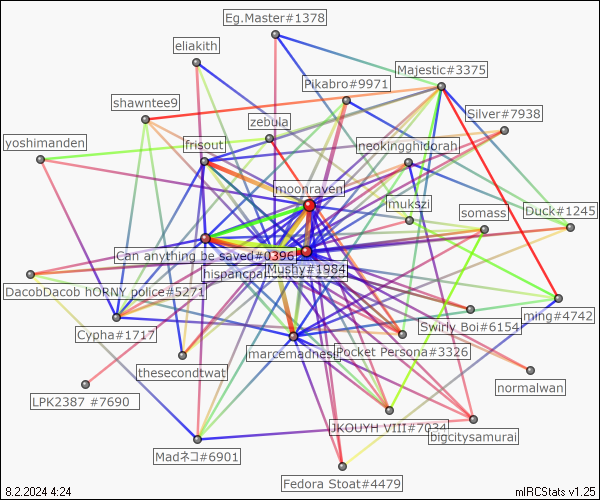 Eg.Master#1378
eliakith
Majestic#3375
Pikabro#9971
shawntee9
Silver#7938
zebula
yoshimanden
frisout
neokingghidorah
moonraven
mukszi
somass
Duck#1245
Can anything be saved#0396
Mushy#1984
DacobDacob hORNY police#5271
ming#4742
Cypha#1717
Swirly Boi#6154
marcemadness
Pocket Persona#3326
thesecondtwat
normalwan
LPK2387 #7690
JKOUYH VIII#7034
bigcitysamurai
Madネコ#6901
Fedora Stoat#4479
8.2.2024 4:24
mIRCStats v1.25